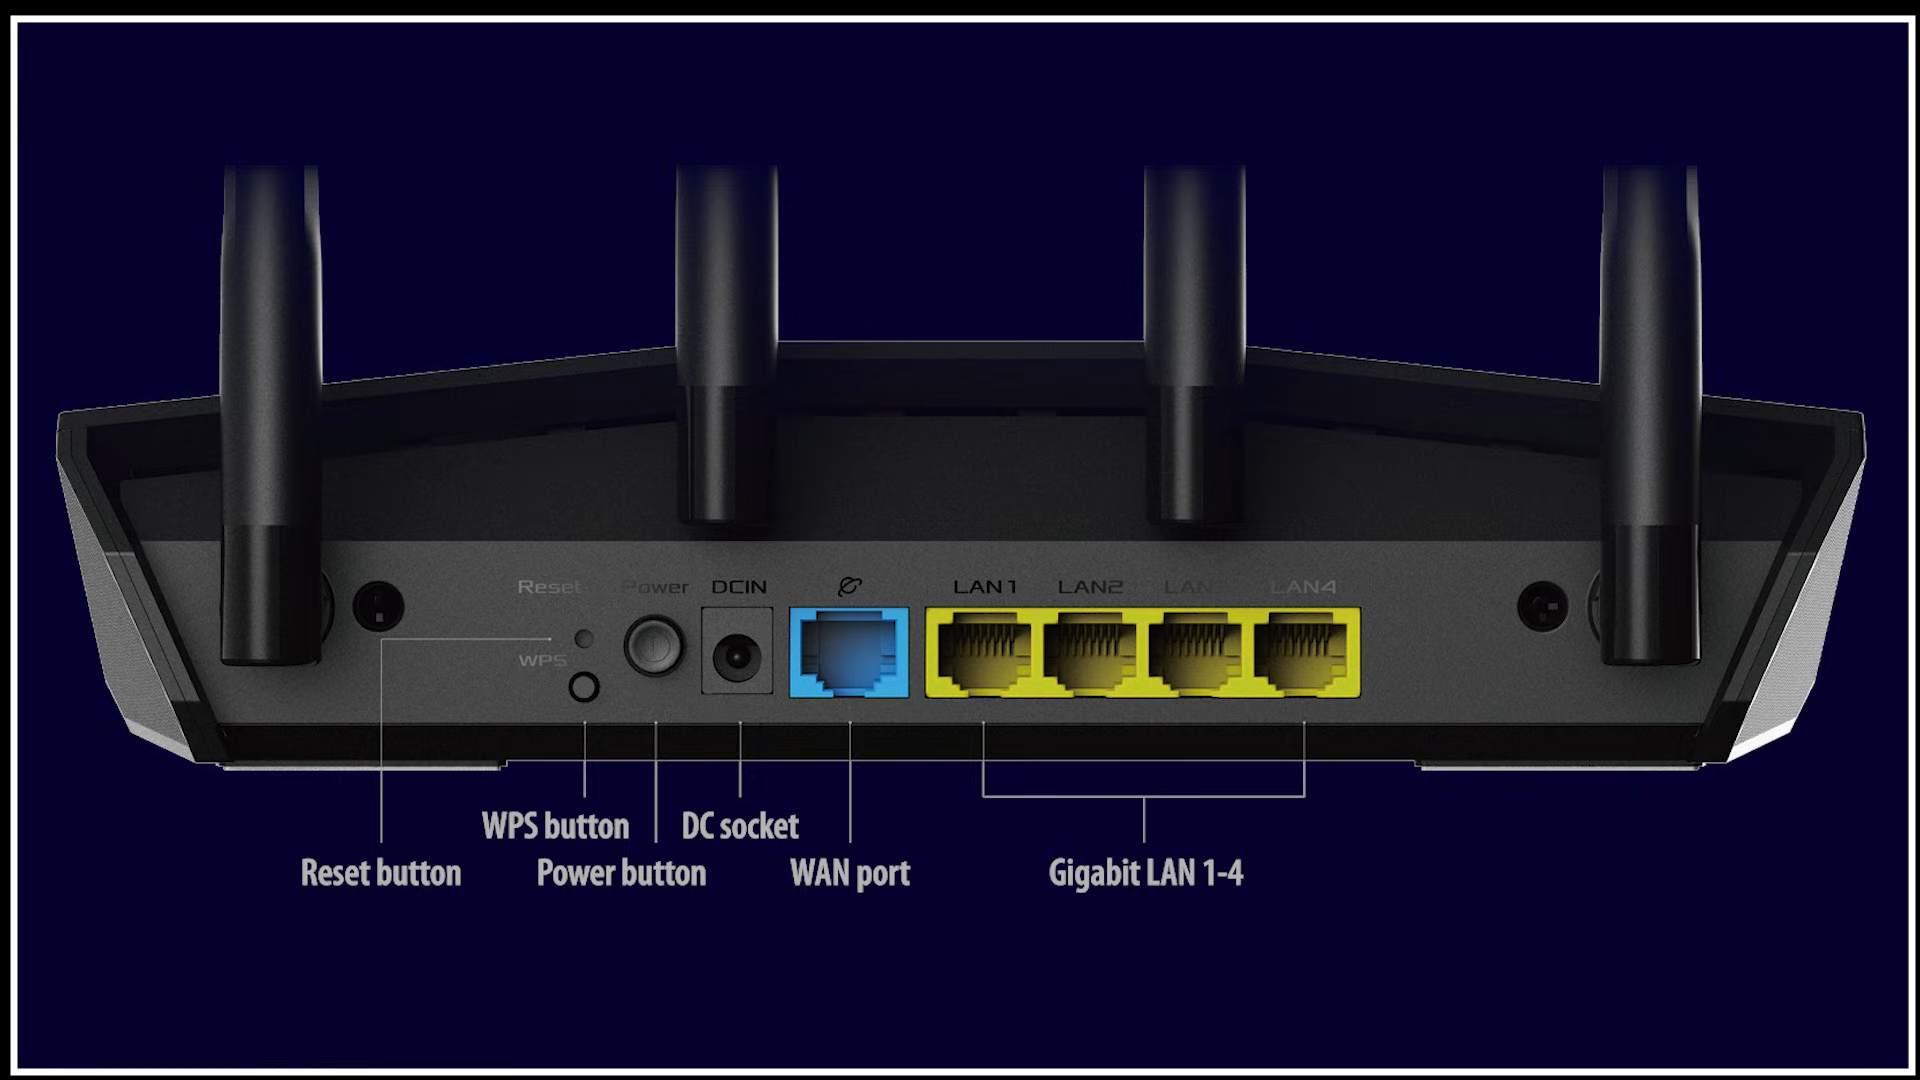 Reset Power DCIN LAN1 LAN2 LAN LAN4
WPS
WPS button DC socket
Reset button Power button WAN port Gigabit LAN 1-4